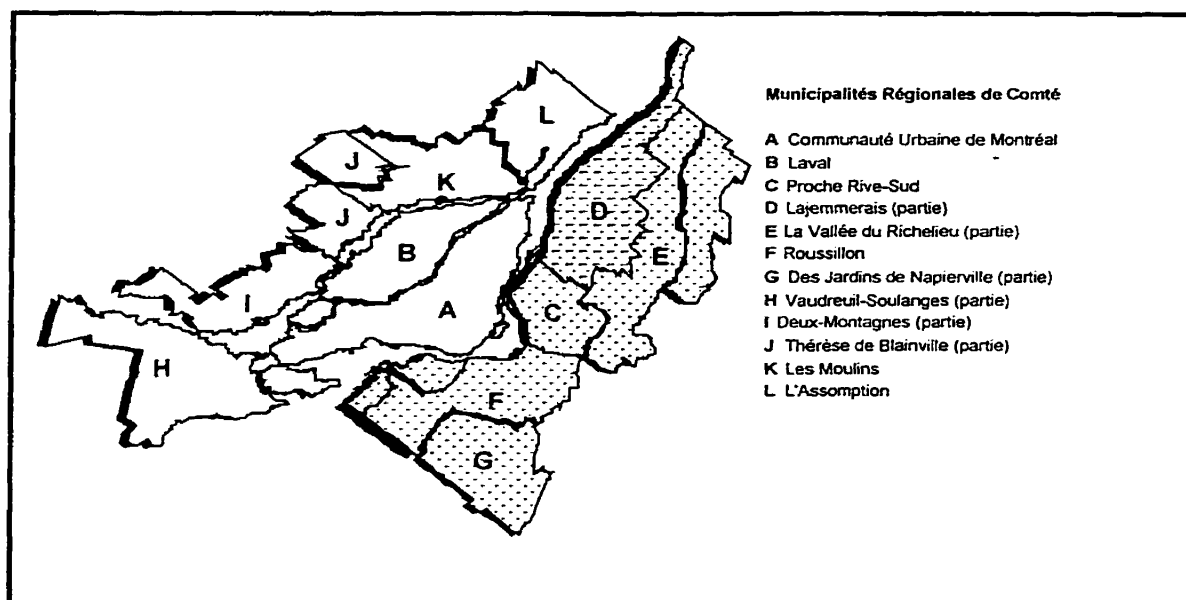 Municipalités Régionales de Comté
A Communauté Urbaine de Montréal
B Laval
C Proche Rive-Sud
D Lajemmerais (partie)
E La Vallée du Richelieu (partie)
F Roussillon
G Des Jardins de Napierville (partie)
H Vaudreuil-Soulanges (partie)
I Deux-Montagnes (partie)
J Thérèse de Blainville (partie)
K Les Moulins
L L'Assomption
L
J
K
J
D
B
E
I
A
C
H
F
G